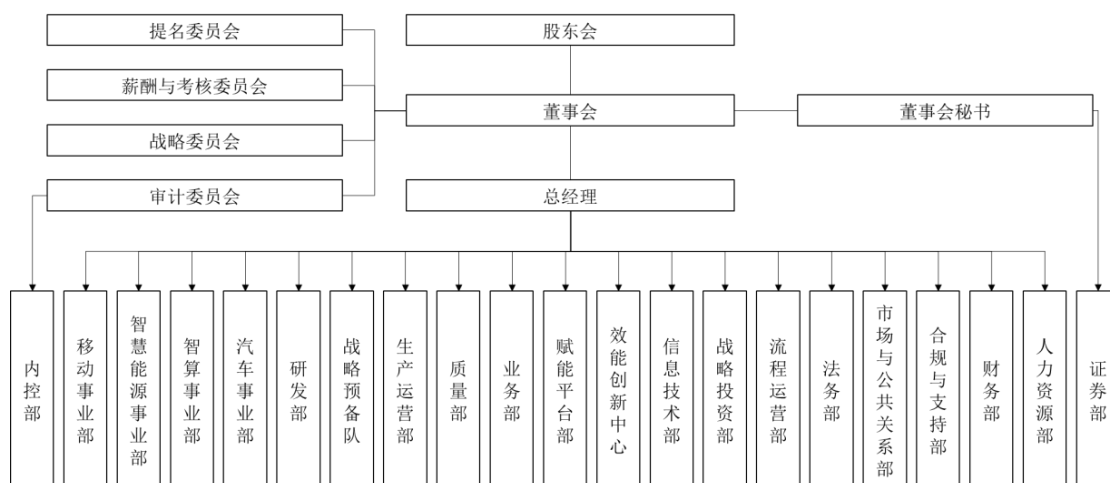 提名委员会
股东会
薪酬与考核委员会
董事会
董事会秘书
战略委员会
审计委员会
总经理
内控部
移动事业部
智慧能源事业部
智算事业部
汽车事业部
研发部
战略预备队
生产运营部
质量部
业务部
赋能平台部
效能创新中心
信息技术部
战略投资部
流程运营部
法务部
市场与公共关系部
合规与支持部
财务部
人力资源部
证券部